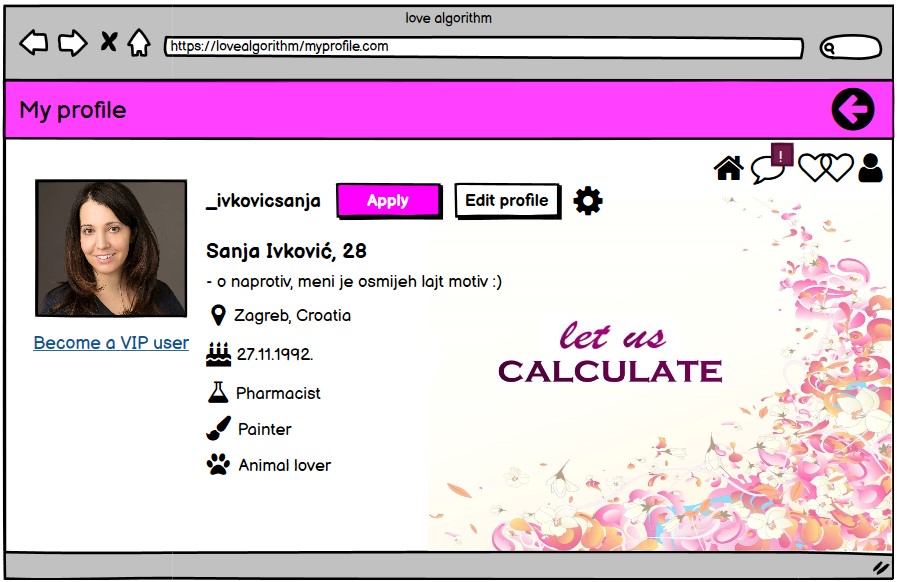 love algorithm
https://lovealgorithm/myprofile.com
My profile
!
_ivkovicsanja
Apply
Edit profile
Sanja Ivković, 28
- o naprotiv, meni je osmijeh lajt motiv :)
Zagreb, Croatia
Become a VIP user
27.11.1992.
let us
CALCULATE
Pharmacist
Painter
Animal lover